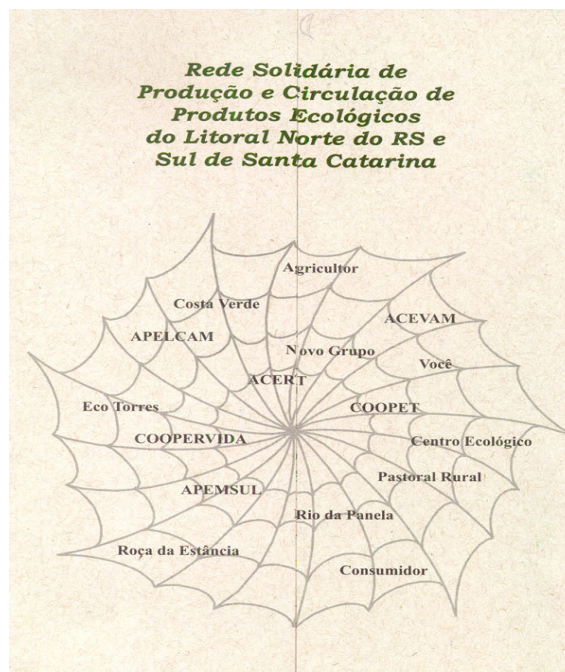 Rede Solidária de
Produção e Circulação de
Produtos Ecológicos
do Litoral Norte do RS e
Sul de Santa Catarina
Agricultor
Costa Verde
ACEVAM
APELCAM
Novo Grupo
Você
ACERT
Eco Torres
COOPET
COOPERVIDA
Centro Ecológico
Pastoral Rural
APEMSUL
Rio da Panela
Roça da Estância
Consumidor